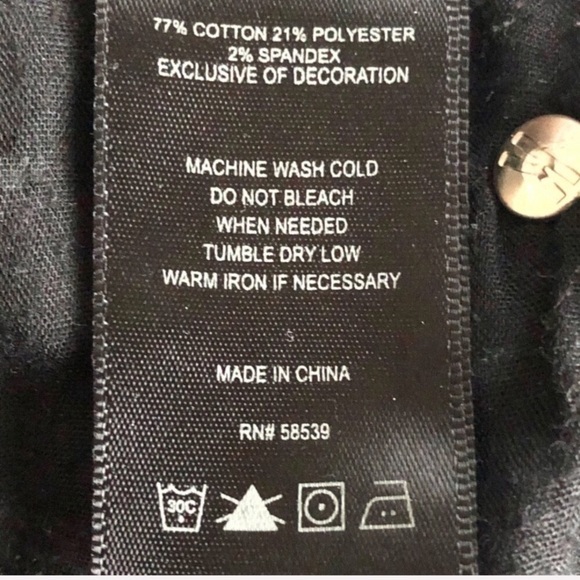 77% COTTON 21% POLYESTER
2% SPANDEX
EXCLUSIVE OF DECORATION
MACHINE WASH COLD
DO NOT BLEACH
WHEN NEEDED
TUMBLE DRY LOW
WARM IRON IF NECESSARY
S
MADE IN CHINA
RN# 58539
30C